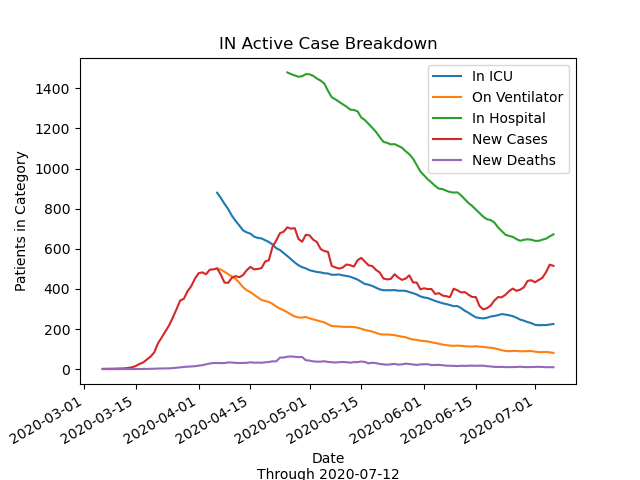 IN Active Case Breakdown
In ICU
On Ventilator
In Hospital
New Cases
New Deaths
Patients in Category
1400
1200
1000
800
600
400
200
0
2020-03-01
2020-03-15
2020-04-01
2020-04-15
2020-05-01
2020-05-15
2020-06-01
2020-06-15
2020-07-01
Date
Through 2020-07-12